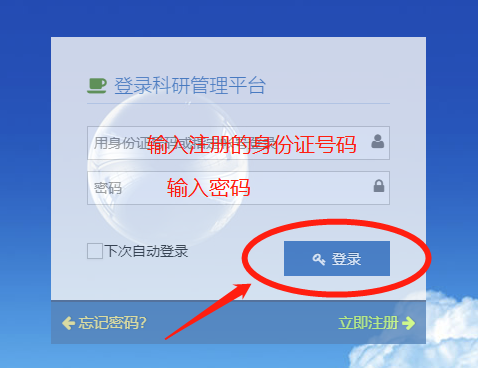 登录科研管理平台
输入注册的身份证号码
密码
输入密码
下次自动登录
登录
忘记密码?
立即注册